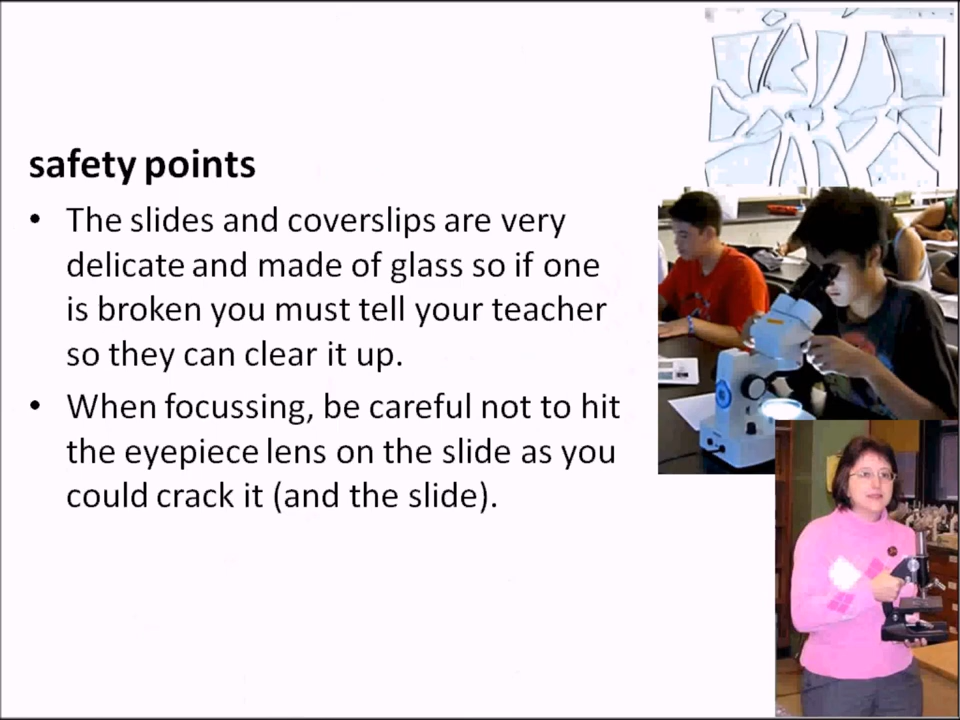 safety points
• The slides and coverslips are very
delicate and made of glass so if one
is broken you must tell your teacher
so they can clear it up.
• When focussing, be careful not to hit
the eyepiece lens on the slide as you
could crack it (and the slide).